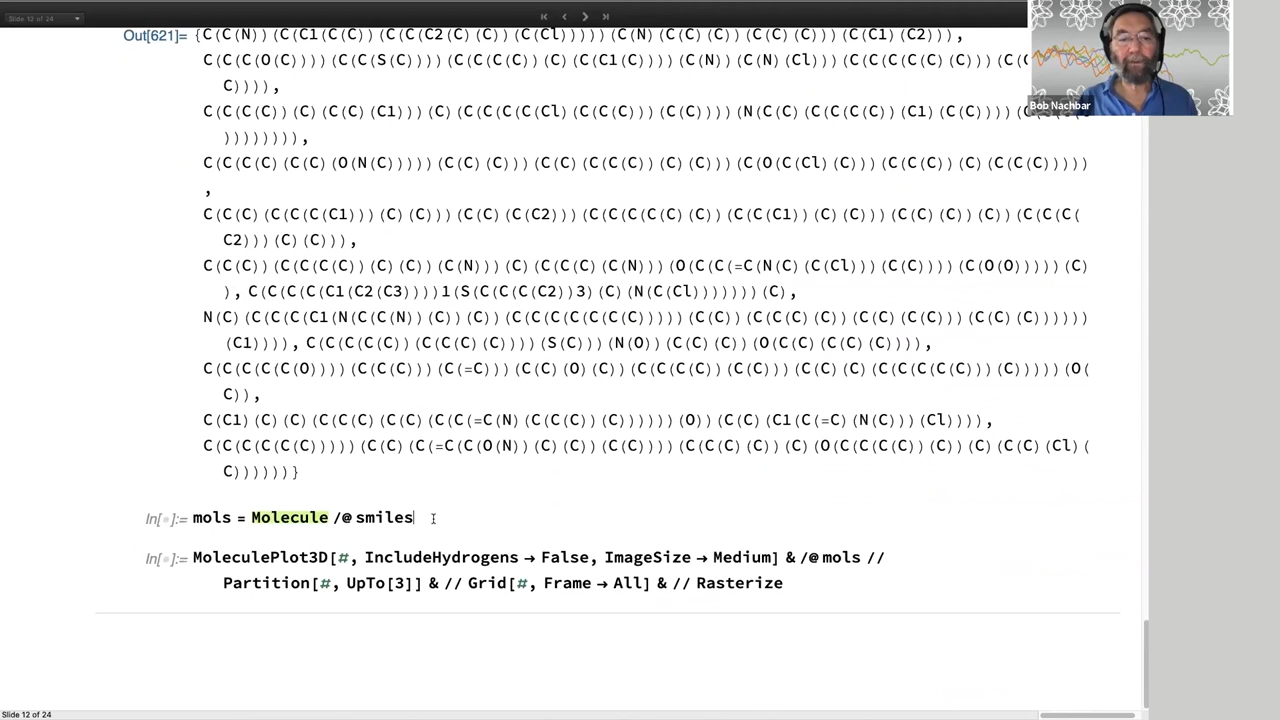 Slide 12 of 24
Bob Nachbar
Out[621]= {C(C(N))(C(C1(C(C))(C(C(C2(C)(C))(C(Cl)))))(C(N)(C(C)(C))(C(C)(C)))(C(C1)(C2))),
C(C(C(O(C))))(C(C(S(C))))(C(C(C(C))(C)(C(C1(C))(C(N))(C(N)(Cl)))(C(C(C(C)(C))(C(
C)))),
C(C(C(C))(C)(C(C)(C1)))(C)(C(C(C(C(Cl)(C(C)))(C(C)))(N(C(C)(C(C(C))(C1)(C(C))))(
))))))))),
C(C(C(C)(C(C)(O(N(C)))))(C(C)(C)))(C(C)(C(C(C))(C)(C)))(C(O(C(Cl)(C)))(C(C(C))(C)(C(C(C)))))
,
C(C(C)(C(C(C(C1)))(C)(C)))(C(C)(C(C2)))(C(C(C(C(C)(C))(C(C(C1))(C)(C)))(C(C)(C))(C))(C(C(C(
C2)))(C)(C))),
C(C(C))(C(C(C(C))(C)(C))(C(N)))(C)(C(C(C)(C(N)))(O(C(C(=C(N(C)(C(Cl)))(C(C))))(C(O(O)))))(C)
), C(C(C(C(C1(C2(C3))))1(S(C(C(C(C2))3)(C)(N(C(Cl)))))))(C),
N(C)(C(C(C(C1(N(C(C(N))(C))(C))(C(C(C(C(C(C(C)))(C(C))(C(C(C)(C))(C(C)(C(C)))(C(C)(C))))))
(C1)))), C(C(C(C(C))(C(C(C)(C))))(S(C)))(N(O))(C(C)(C))(O(C(C)(C(C)(C)))),
C(C(C(C(C(O))))(C(C(C)))(C(=C)))(C(C)(O)(C))(C(C(C(C))(C(C)))(C(C)(C)(C(C(C(C)))(C)))))(O(
C)),
C(C1)(C)(C)(C(C(C)(C(C)(C(C(=C(N)(C(C(C))(C))))))(O))(C(C)(C1(C(=C)(N(C)))(Cl)))),
C(C(C(C(C(C)))))(C(C)(C(=C(C(O(N))(C)(C))(C(C))))(C(C(C)(C))(C)(O(C(C(C(C))(C))(C)(C(C)(Cl)(
C))))))}
In[•]:= mols = Molecule /@ smiles
In[•]:= MoleculePlot3D[#, IncludeHydrogens → False, ImageSize → Medium] & /@ mols //
Partition[#, UpTo[3]] & // Grid[#, Frame → All] & // Rasterize
Slide 12 of 24